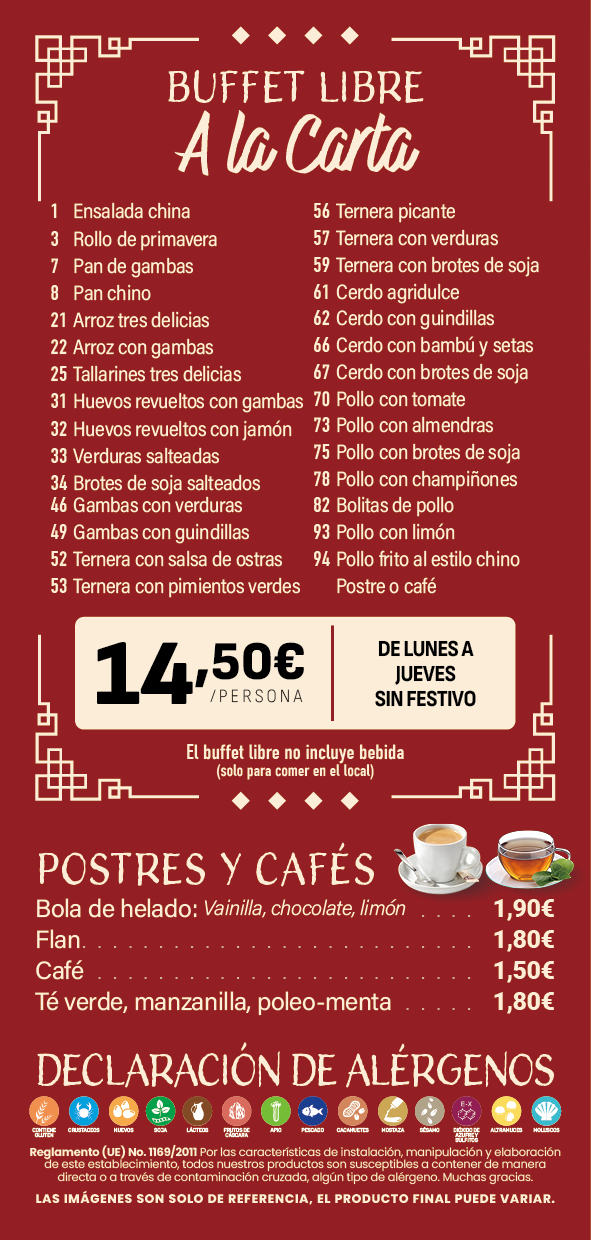 BUFFET LIBRE
A la Carta
1 Ensalada china
3 Rollo de primavera
7 Pan de gambas
8 Pan chino
21 Arroz tres delicias
22 Arroz con gambas
25 Tallarines tres delicias
31 Huevos revueltos con gambas
32 Huevos revueltos con jamón
33 Verduras salteadas
34 Brotes de soja salteados
46 Gambas con verduras
49 Gambas con guindillas
52 Ternera con salsa de ostras
53 Ternera con pimientos verdes
56 Ternera picante
57 Ternera con verduras
59 Ternera con brotes de soja
61 Cerdo agridulce
62 Cerdo con guindillas
66 Cerdo con bambú y setas
67 Cerdo con brotes de soja
70 Pollo con tomate
73 Pollo con almendras
75 Pollo con brotes de soja
78 Pollo con champiñones
82 Bolitas de pollo
93 Pollo con limón
94 Pollo frito al estilo chino
Postre o café
14,50€
/PERSONA
DE LUNES A
JUEVES
SIN FESTIVO
El buffet libre no incluye bebida
(solo para comer en el local)
POSTRES Y CAFÉS
Bola de helado: Vainilla, chocolate, limón . . . . 1,90€
Flan. . . . . . . . . . . . . . . . . . . . . . . 1,80€
Café . . . . . . . . . . . . . . . . . . . . . . 1,50€
Té verde, manzanilla, poleo-menta . . . . . 1,80€
DECLARACIÓN DE ALÉRGENOS
CONTIENE GLUTEN
CRUSTÁCEOS
HUEVOS
SOJA
LÁCTEOS
FRUTOS DE CÁSCARA
APIO
PESCADO
CACAHUETES
MOSTAZA
SÉSAMO
E-X
DIÓXIDO DE AZUFRE Y SULFITOS
ALTRAMUCES
MOLUSCOS
Reglamento (UE) No. 1169/2011 Por las características de instalación, manipulación y elaboración
de este establecimiento, todos nuestros productos son susceptibles a contener de manera
directa o a través de contaminación cruzada, algún tipo de alérgeno. Muchas gracias.
LAS IMÁGENES SON SOLO DE REFERENCIA, EL PRODUCTO FINAL PUEDE VARIAR.